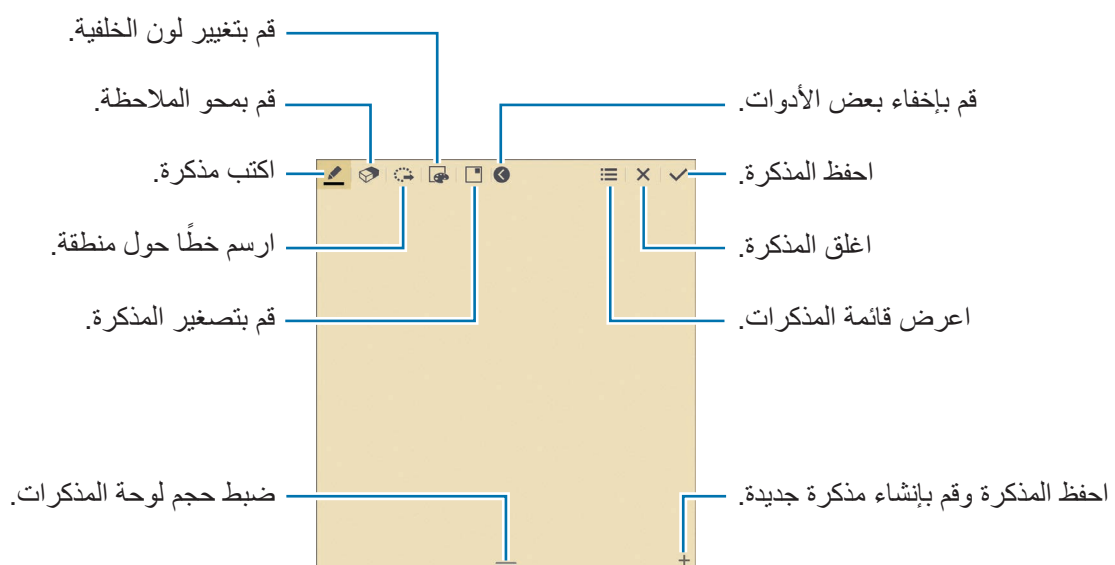 قم بتغيير لون الخلفية.
قم بإخفاء بعض الأدوات.
قم بمحو الملاحظة.
احفظ المذكرة.
اكتب مذكرة.
اغلق المذكرة.
ارسم خطًا حول منطقة.
اعرض قائمة المذكرات.
قم بتصغير المذكرة.
احفظ المذكرة وقم بإنشاء مذكرة جديدة.
ضبط حجم لوحة المذكرات.